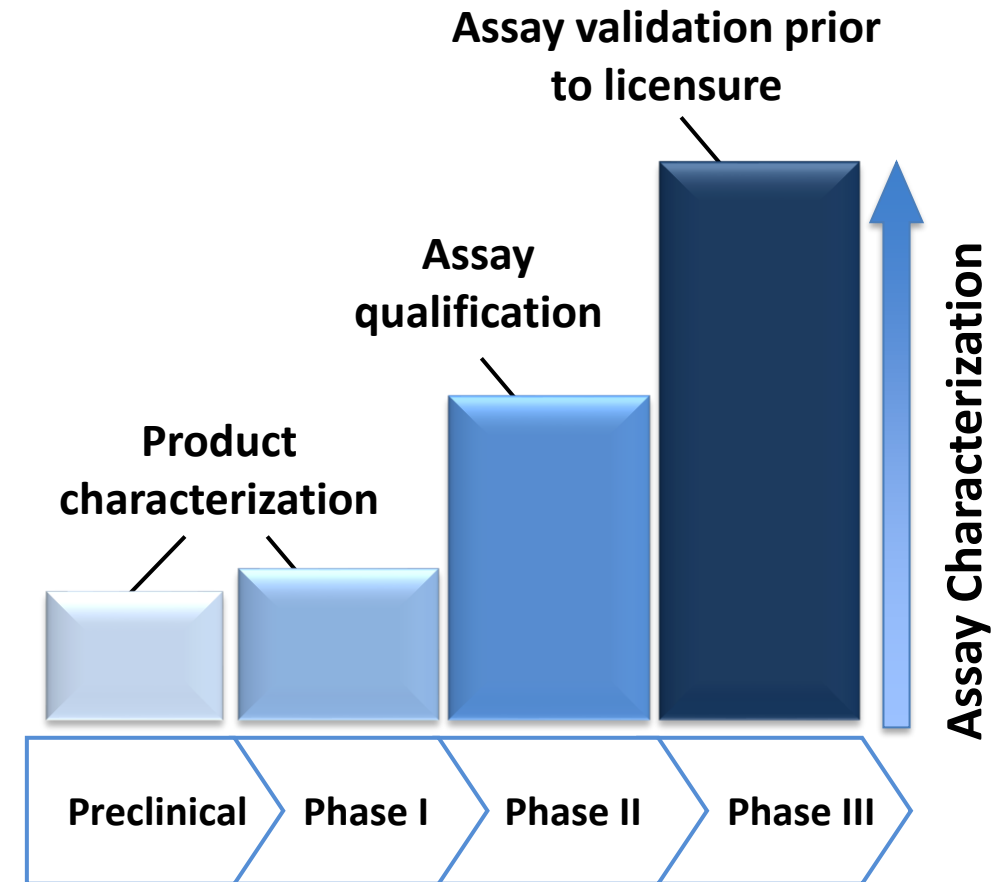 Assay validation prior
to licensure
Assay
qualification
Product
characterization
Assay Characterization
Preclinical
Phase I
Phase II
Phase III